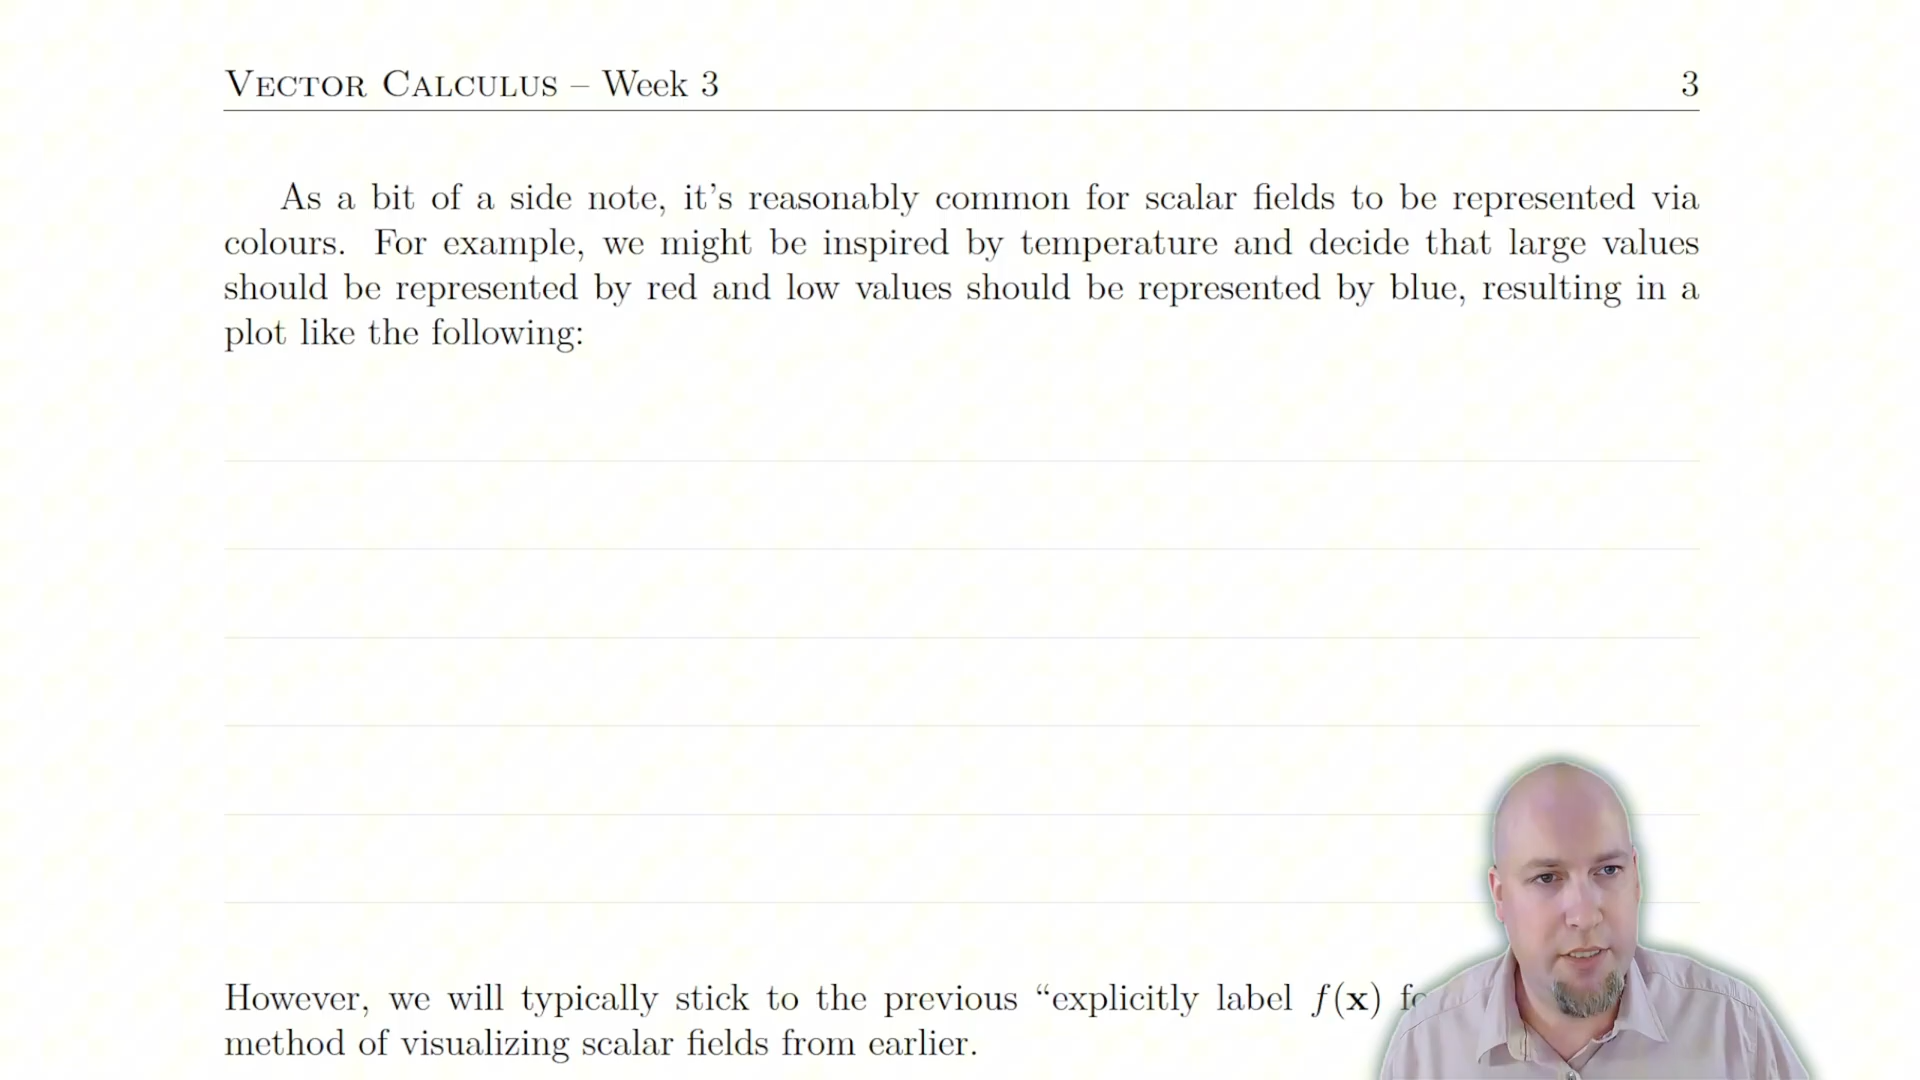 VECTOR CALCULUS – Week 3 3
As a bit of a side note, it's reasonably common for scalar fields to be represented via
colours. For example, we might be inspired by temperature and decide that large values
should be represented by red and low values should be represented by blue, resulting in a
plot like the following:
However, we will typically stick to the previous “explicitly label f(x)
method of visualizing scalar fields from earlier.